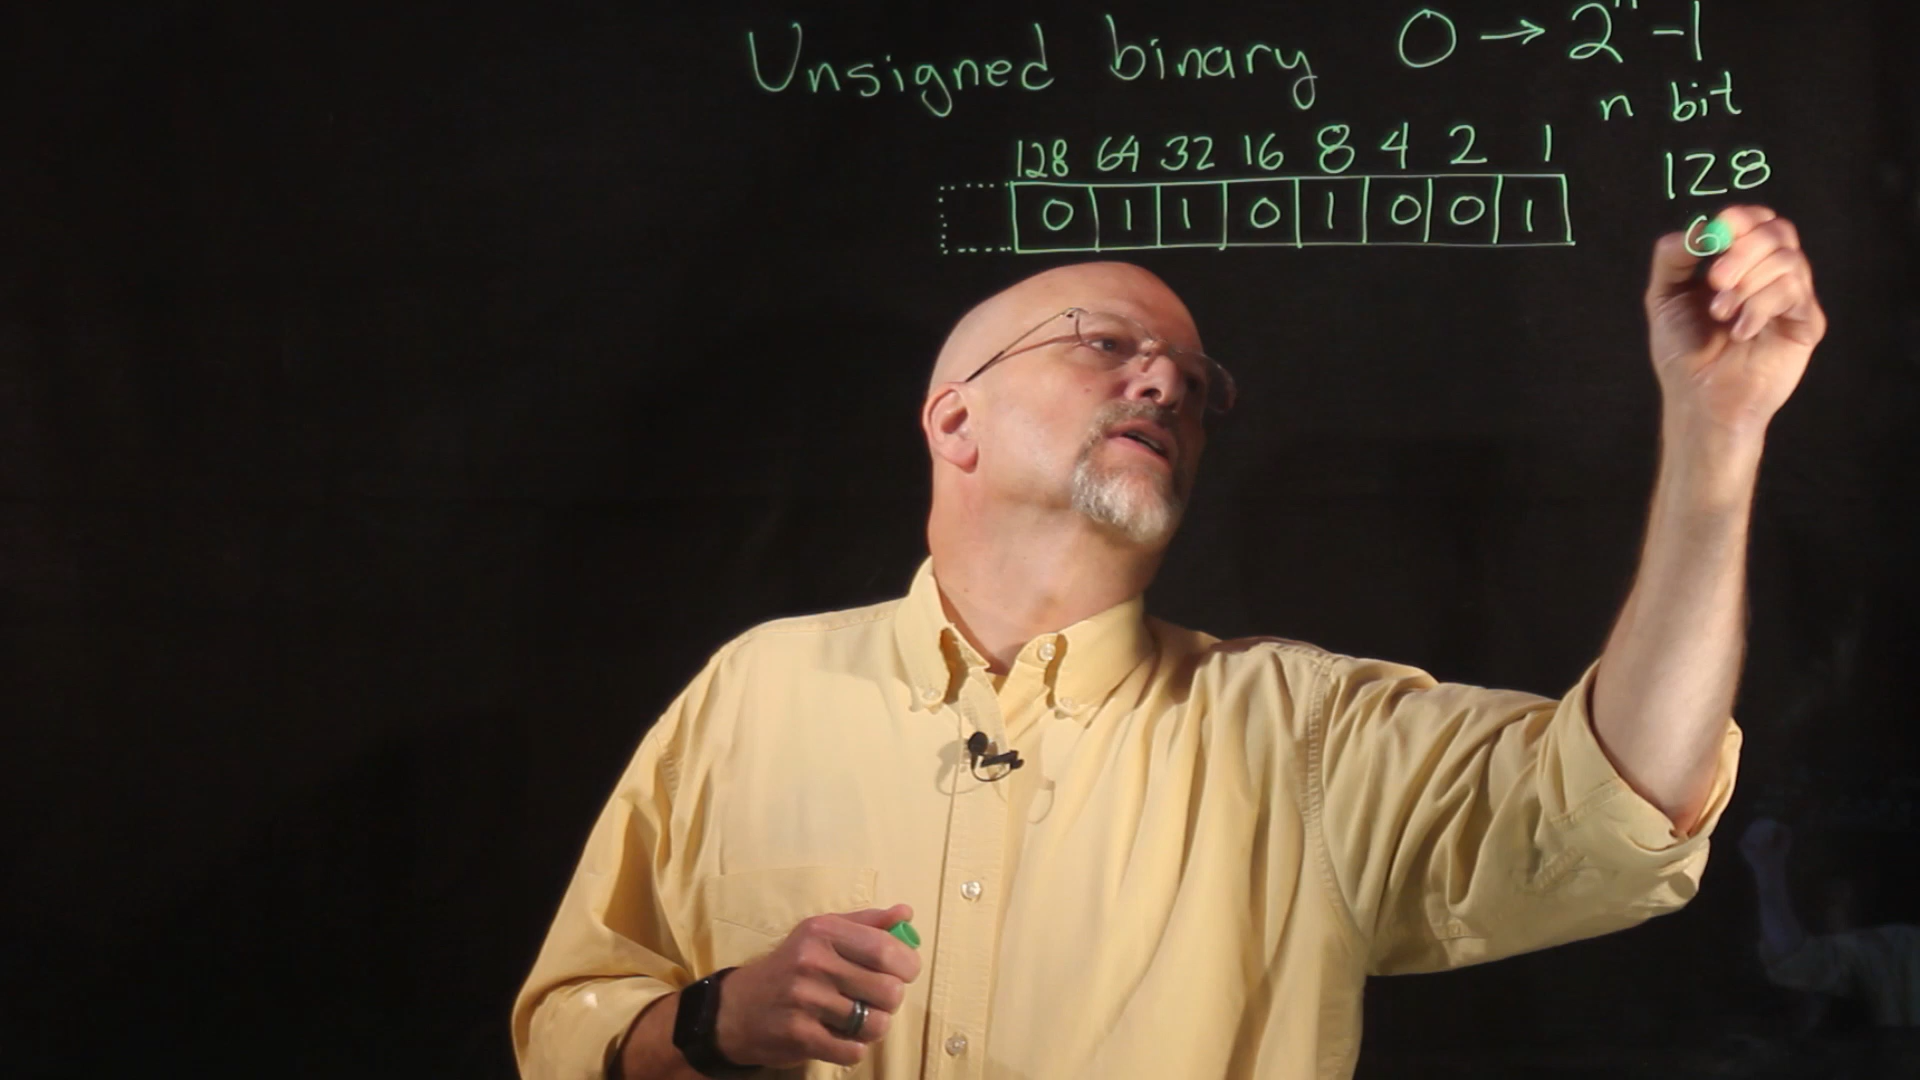 Unsigned binary 0 → 2ⁿ -1
n bit
128 64 32 16 8 4 2 1
128
0 1 1 0 1 0 0 1
6